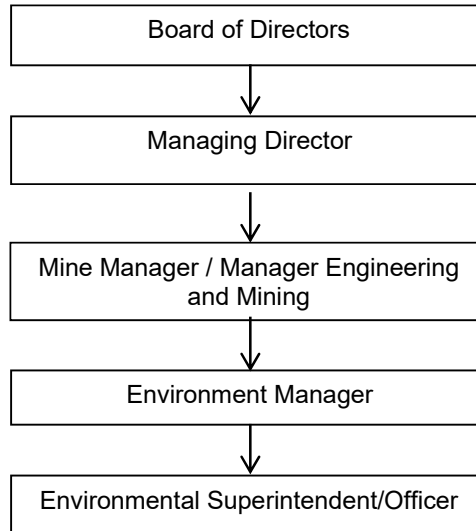 Board of Directors
Managing Director
Mine Manager / Manager Engineering
and Mining
Environment Manager
Environmental Superintendent/Officer